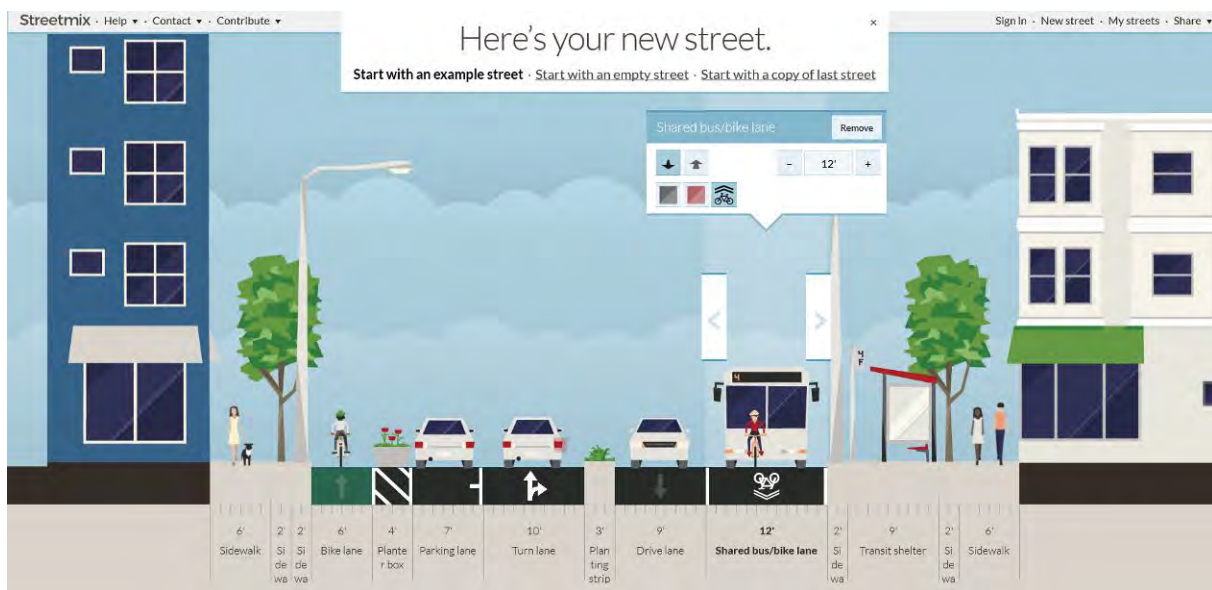 Streetmix · Help ▾ · Contact ▾ · Contribute ▾
Sign In · New street · My streets · Share ▾
×
Here's your new street.
Start with an example street · Start with an empty street · Start with a copy of last street
Shared bus/bike lane
Remove
- 12' +
4
F
4
6' 2' 2' 6' 4' 7' 10' 3' 9' 12' 2' 9' 2' 6'
Sidewalk
Si
de
wa
Si
de
wa
Bike lane
Plante
r box
Parking lane
Turn lane
Plan
ting
strip
Drive lane
Shared bus/bike lane
Si
de
wa
Transit shelter
Si
de
wa
Sidewalk